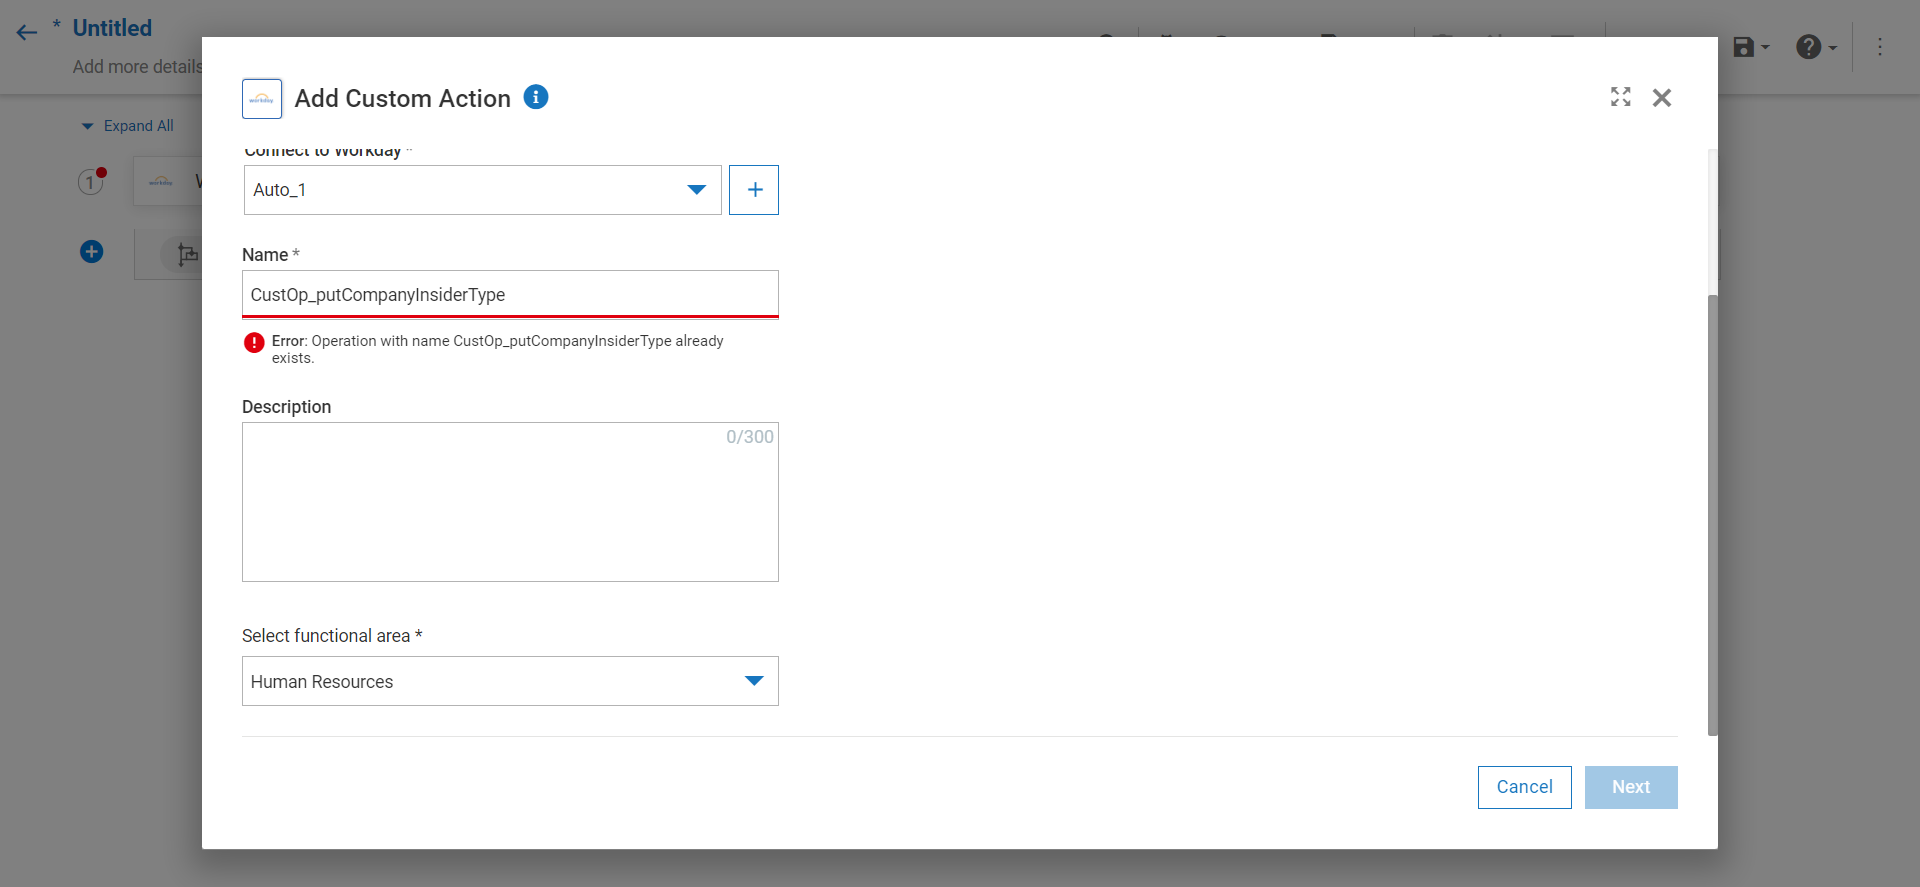 * Untitled
Add more details
Expand All
1
workday
Add Custom Action
Connect to Workday *
Auto_1
Name *
CustOp_putCompanyInsiderType
Error: Operation with name CustOp_putCompanyInsiderType already
exists.
Description
0/300
Select functional area *
Human Resources
Cancel
Next